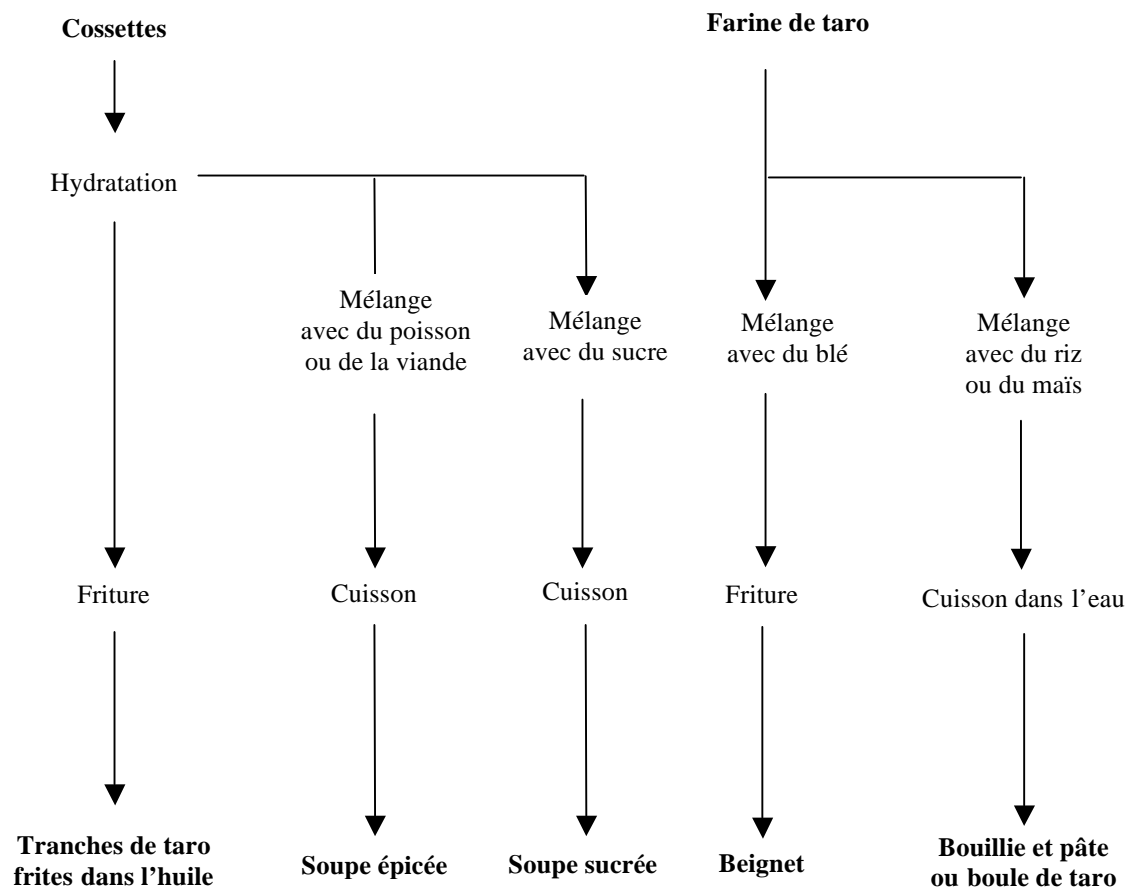 Cossettes
Farine de taro
Hydratation
Mélange
avec du poisson
ou de la viande
Mélange
avec du sucre
Mélange
avec du blé
Mélange
avec du riz
ou du maïs
Friture
Cuisson
Cuisson
Friture
Cuisson dans l’eau
Tranches de taro
frites dans l’huile
Soupe épicée
Soupe sucrée
Beignet
Bouillie et pâte
ou boule de taro